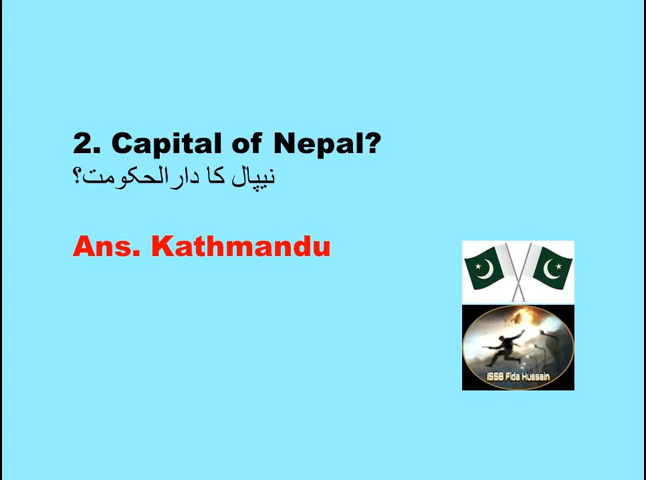 2. Capital of Nepal?
نیپال کا دارالحکومت؟
Ans. Kathmandu
ISSB Fida Hussain